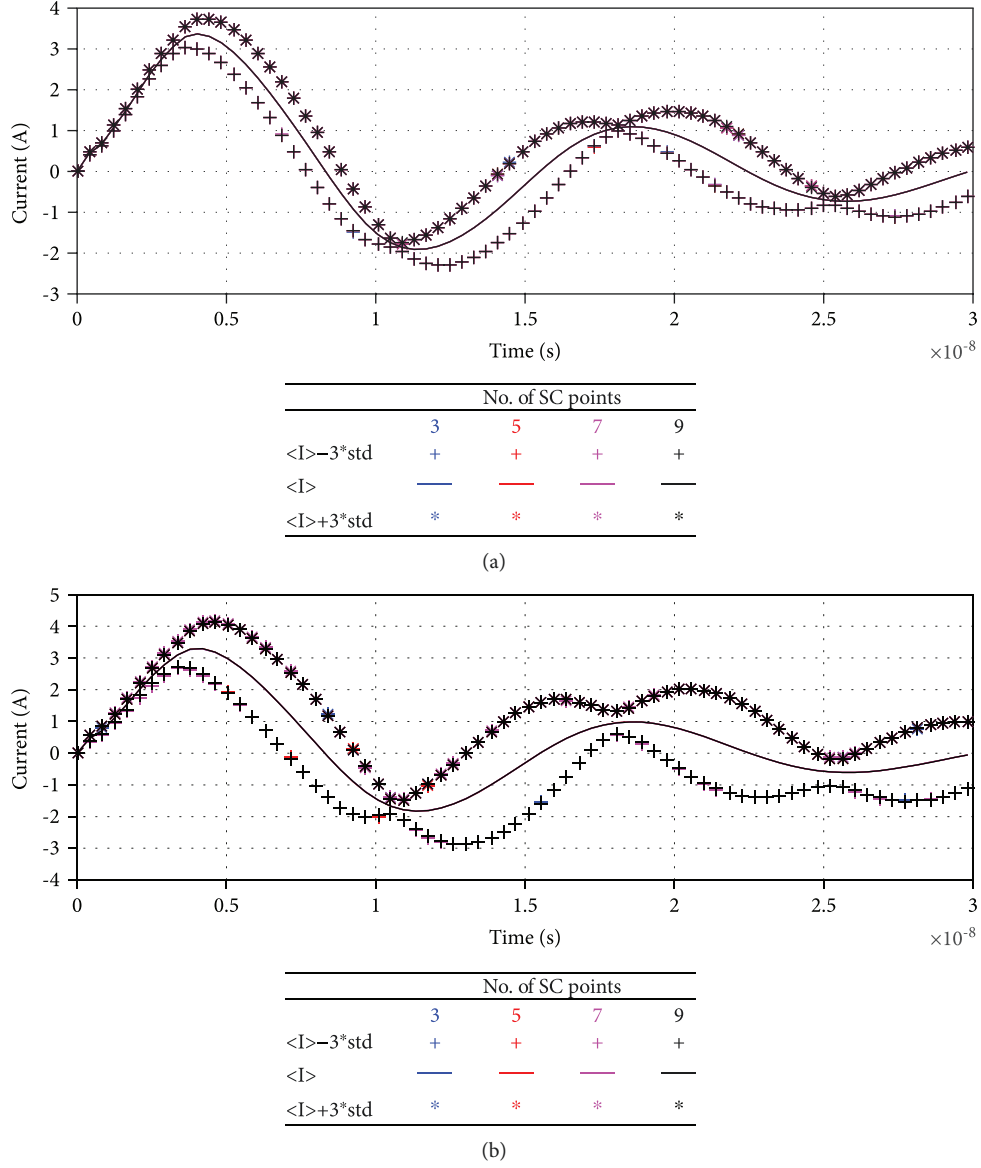 4
3
2
1
0
-1
-2
-3
Current (A)
0 0.5 1 1.5 2 2.5 3
Time (s)
×10-8
No. of SC points
3 5 7 9
<I>−3*std + + + +
<I>
<I>+3*std * * * *
(a)
5
4
3
2
1
0
-1
-2
-3
-4
Current (A)
0 0.5 1 1.5 2 2.5 3
Time (s)
×10-8
No. of SC points
3 5 7 9
<I>−3*std + + + +
<I>
<I>+3*std * * * *
(b)